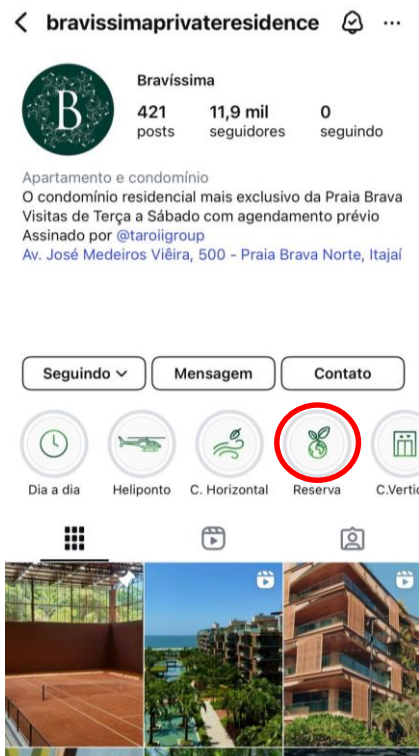 bravissimaprivateresidence
B
Bravíssima
421 11,9 mil 0
posts seguidores seguindo
Apartamento e condomínio
O condomínio residencial mais exclusivo da Praia Brava
Visitas de Terça a Sábado com agendamento prévio
Assinado por @taroiigroup
Av. José Medeiros Viêira, 500 - Praia Brava Norte, Itajaí
Seguindo Mensagem Contato
Dia a dia Heliponto C. Horizontal Reserva C.Vertic